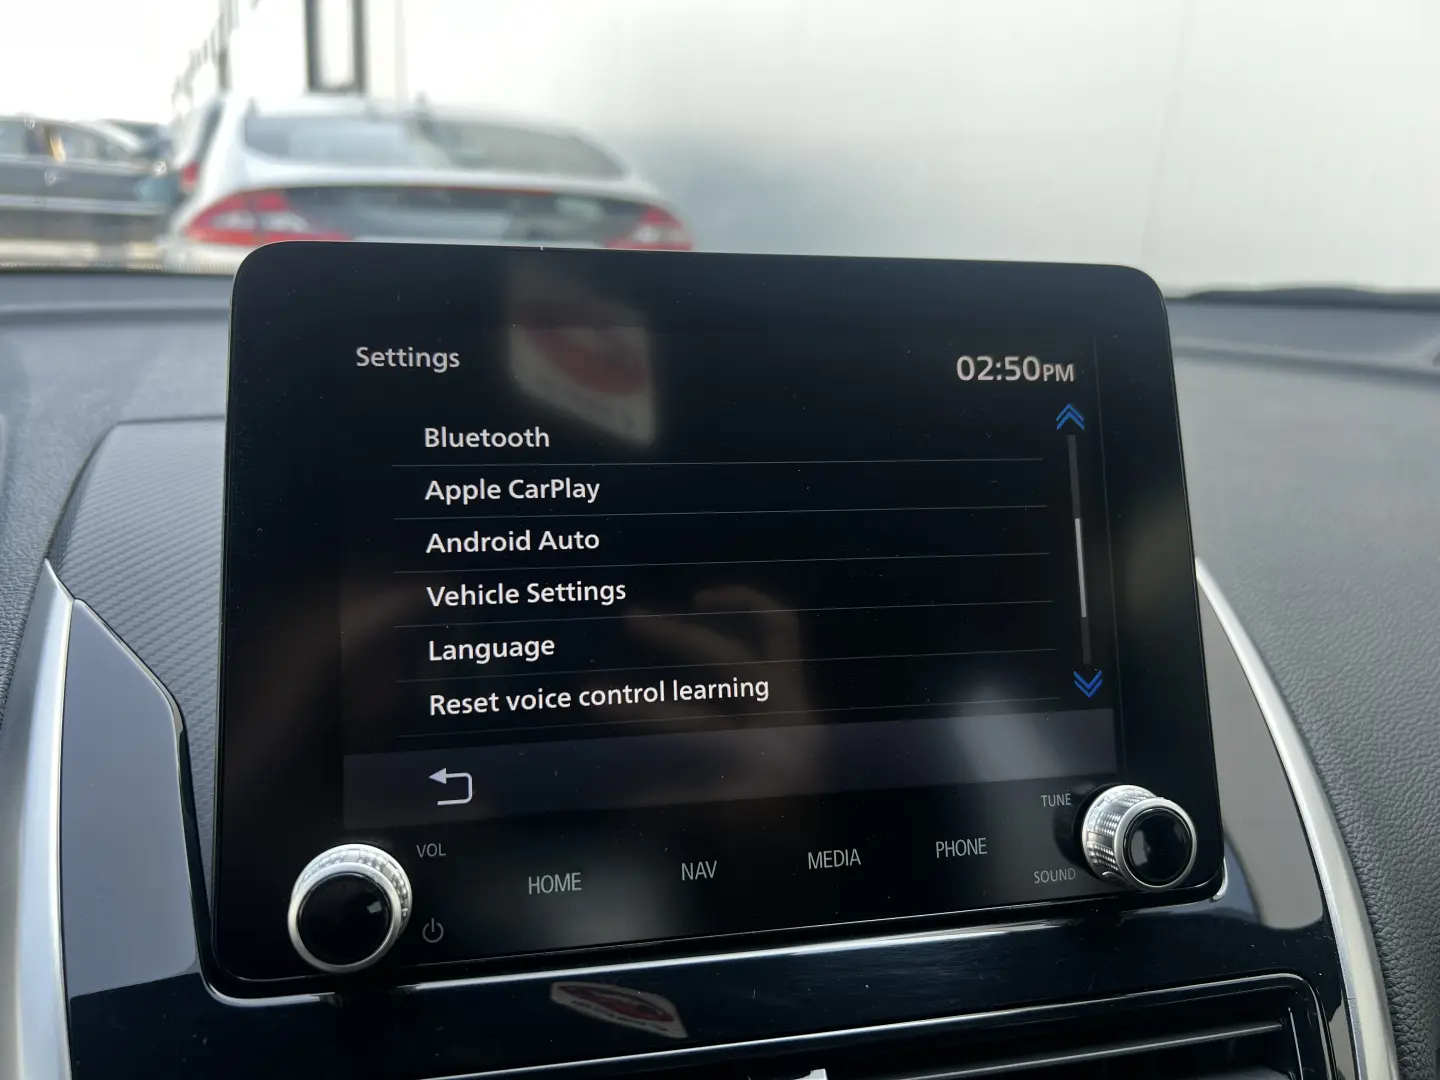 Settings
02:50PM
Bluetooth
Apple CarPlay
Android Auto
Vehicle Settings
Language
Reset voice control learning
VOL
HOME
NAV
MEDIA
PHONE
TUNE
SOUND